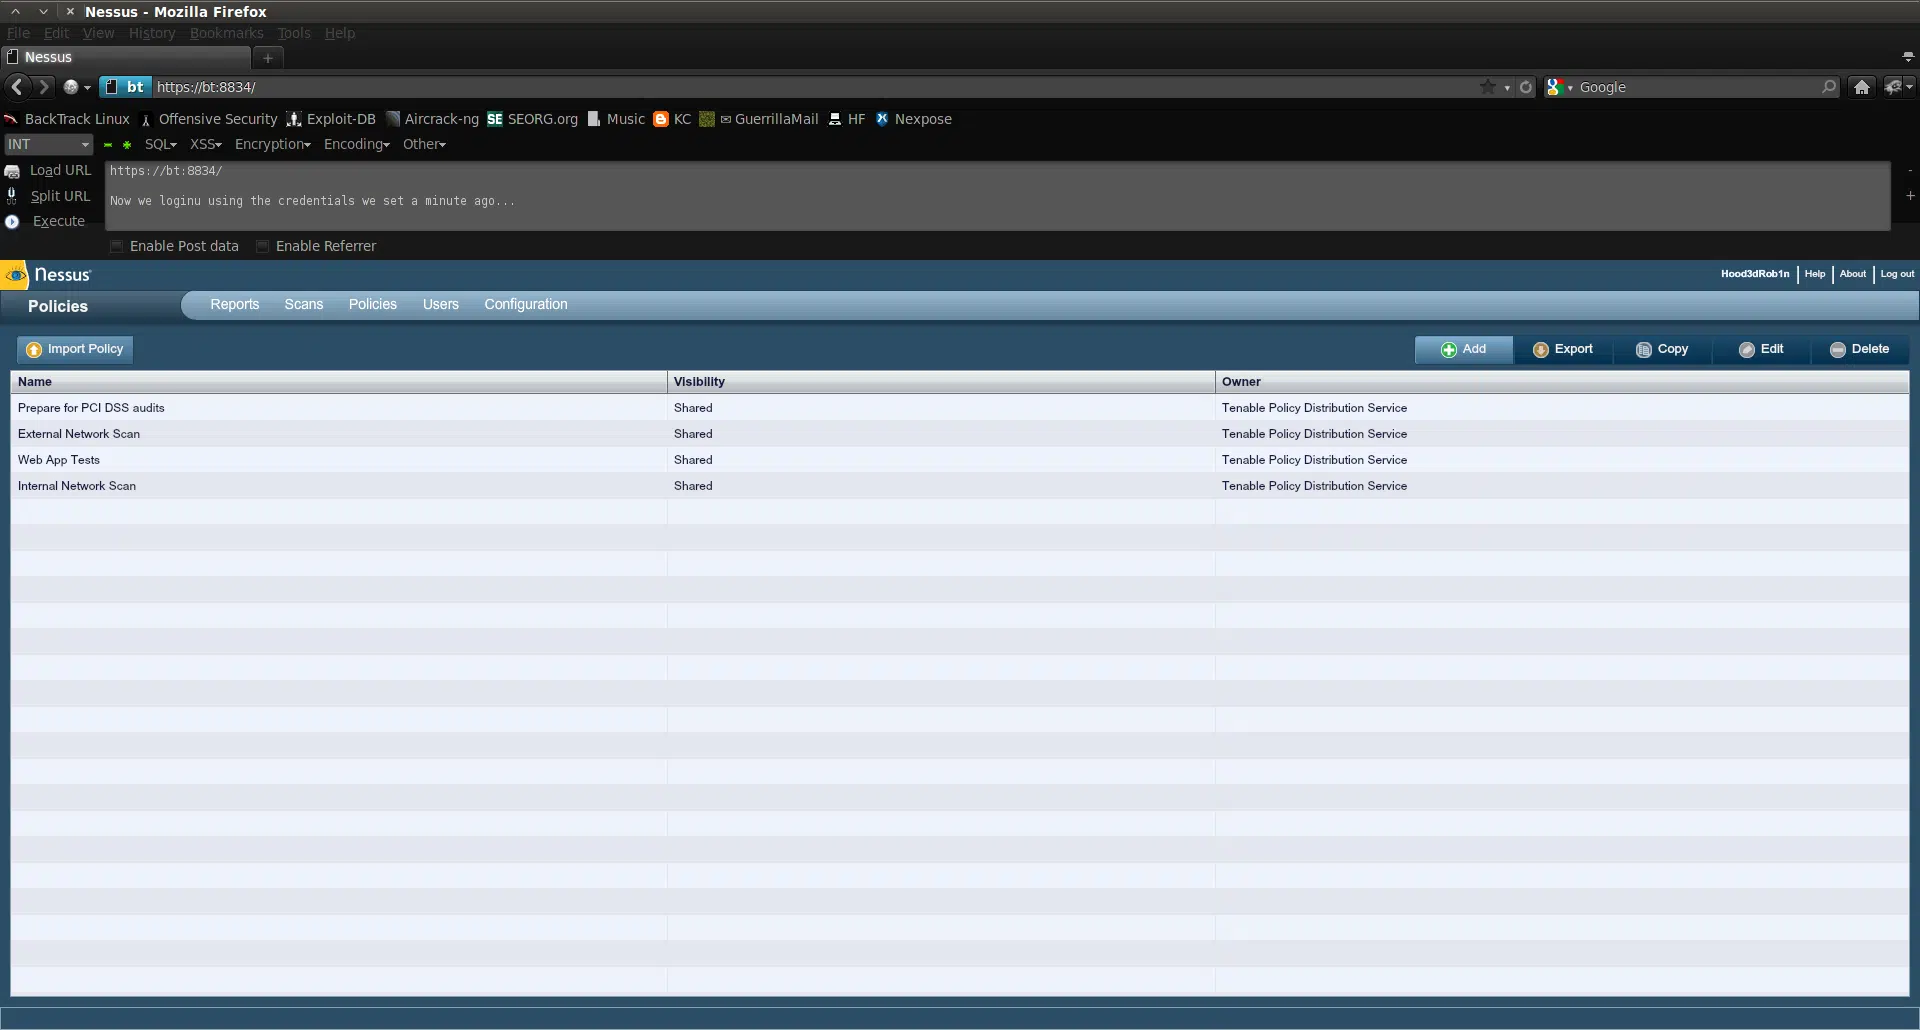 Nessus - Mozilla Firefox
File Edit View History Bookmarks Tools Help
Nessus
bt https://bt:8834/ Google
BackTrack Linux Offensive Security Exploit-DB Aircrack-ng SE SEORG.org Music KC GuerrillaMail HF Nexpose
INT SQL XSS Encryption Encoding Other
Load URL https://bt:8834/
Split URL Now we loginu using the credentials we set a minute ago...
Execute
Enable Post data Enable Referrer
Nessus Hood3dRob1n Help About Log out
Policies Reports Scans Policies Users Configuration
Import Policy Add Export Copy Edit Delete
Name Visibility Owner
Prepare for PCI DSS audits Shared Tenable Policy Distribution Service
External Network Scan Shared Tenable Policy Distribution Service
Web App Tests Shared Tenable Policy Distribution Service
Internal Network Scan Shared Tenable Policy Distribution Service